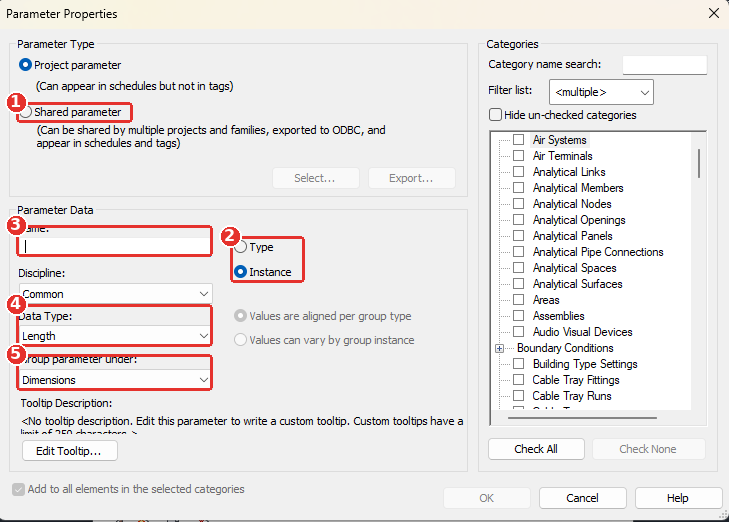 Parameter Properties
Parameter Type
Project parameter
(Can appear in schedules but not in tags)
1
Shared parameter
(Can be shared by multiple projects and families, exported to ODBC, and
appear in schedules and tags)
Select...
Export...
Parameter Data
3
2
Type
Instance
Discipline:
Common
4
Data Type:
Length
Values are aligned per group type
Values can vary by group instance
5
Group parameter under:
Dimensions
Tooltip Description:
<No tooltip description. Edit this parameter to write a custom tooltip. Custom tooltips have a
limit of 250 characters.>
Edit Tooltip...
Add to all elements in the selected categories
Categories
Category name search:
Filter list:
<multiple>
Hide un-checked categories
Air Systems
Air Terminals
Analytical Links
Analytical Members
Analytical Nodes
Analytical Openings
Analytical Panels
Analytical Pipe Connections
Analytical Spaces
Analytical Surfaces
Areas
Assemblies
Audio Visual Devices
Boundary Conditions
Building Type Settings
Cable Tray Fittings
Cable Tray Runs
Check All
Check None
OK
Cancel
Help